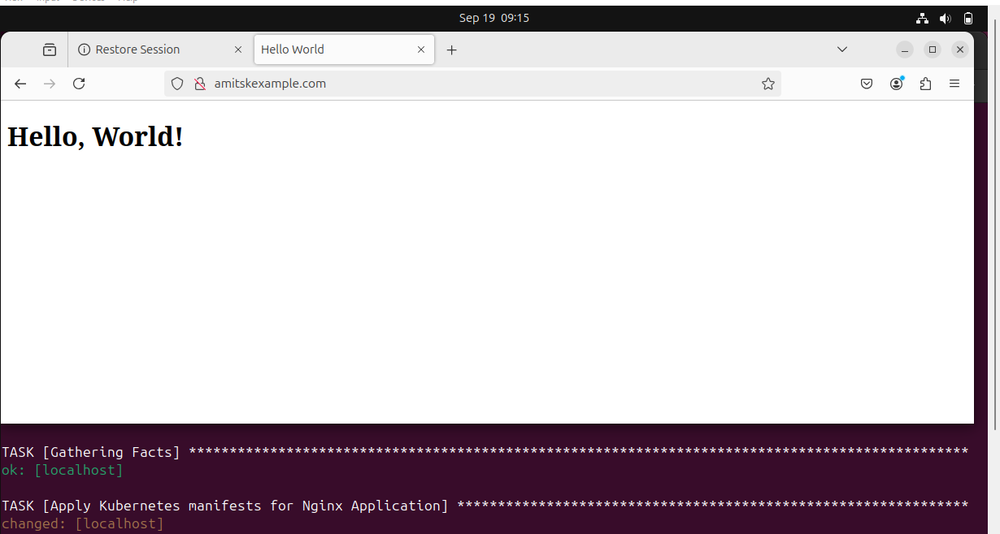 Sep 19 09:15
Restore Session
Hello World
amitskexample.com
Hello, World!
TASK [Gathering Facts] ************************************************************************************************
ok: [localhost]
TASK [Apply Kubernetes manifests for Nginx Application] ***************************************************************
changed: [localhost]